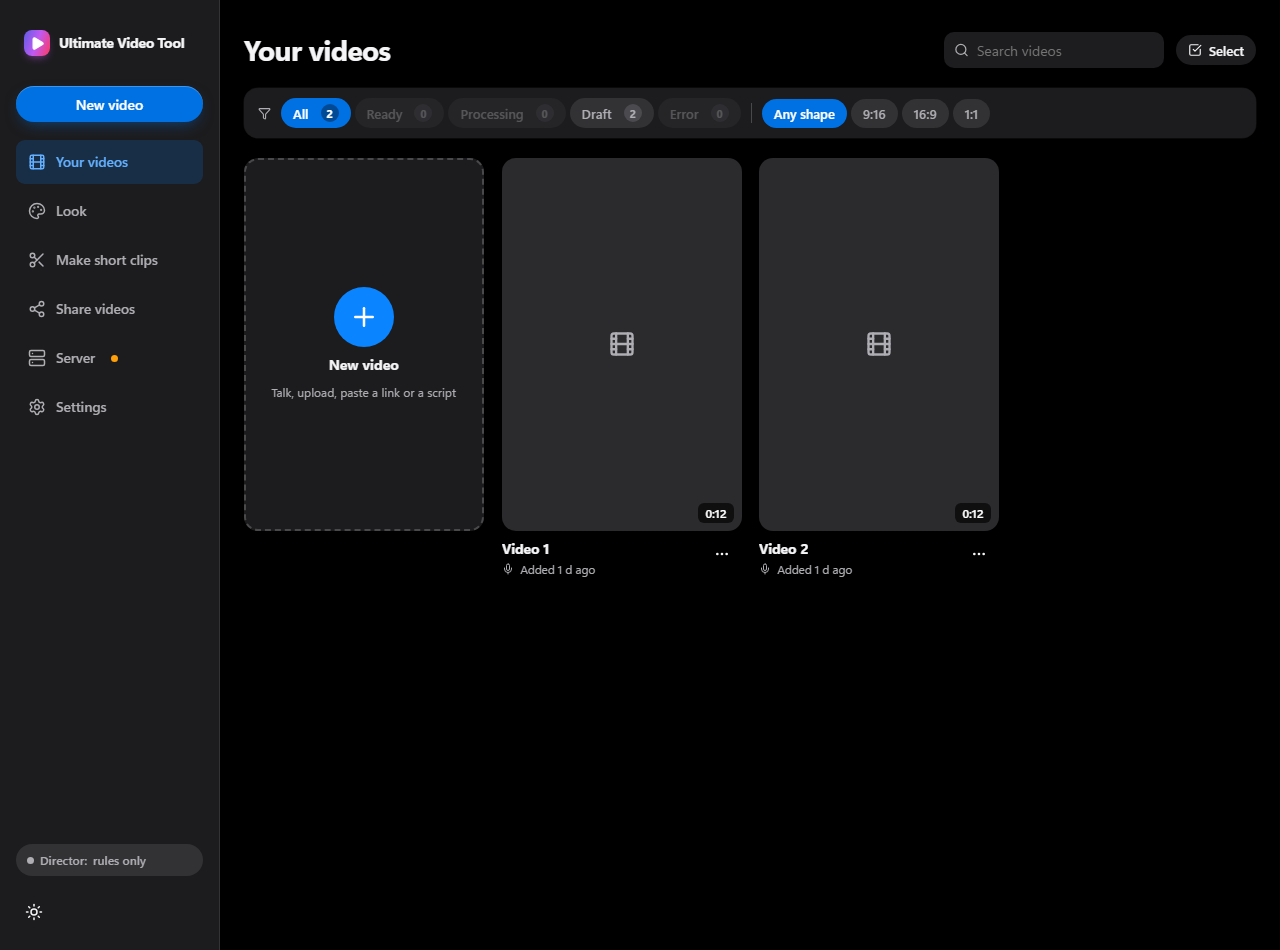 Ultimate Video Tool
New video
Your videos
Look
Make short clips
Share videos
Server
Settings
Director: rules only
Your videos
Search videos
Select
All 2 Ready 0 Processing 0 Draft 2 Error 0 Any shape 9:16 16:9 1:1
New video
Talk, upload, paste a link or a script
0:12
Video 1
Added 1 d ago
0:12
Video 2
Added 1 d ago